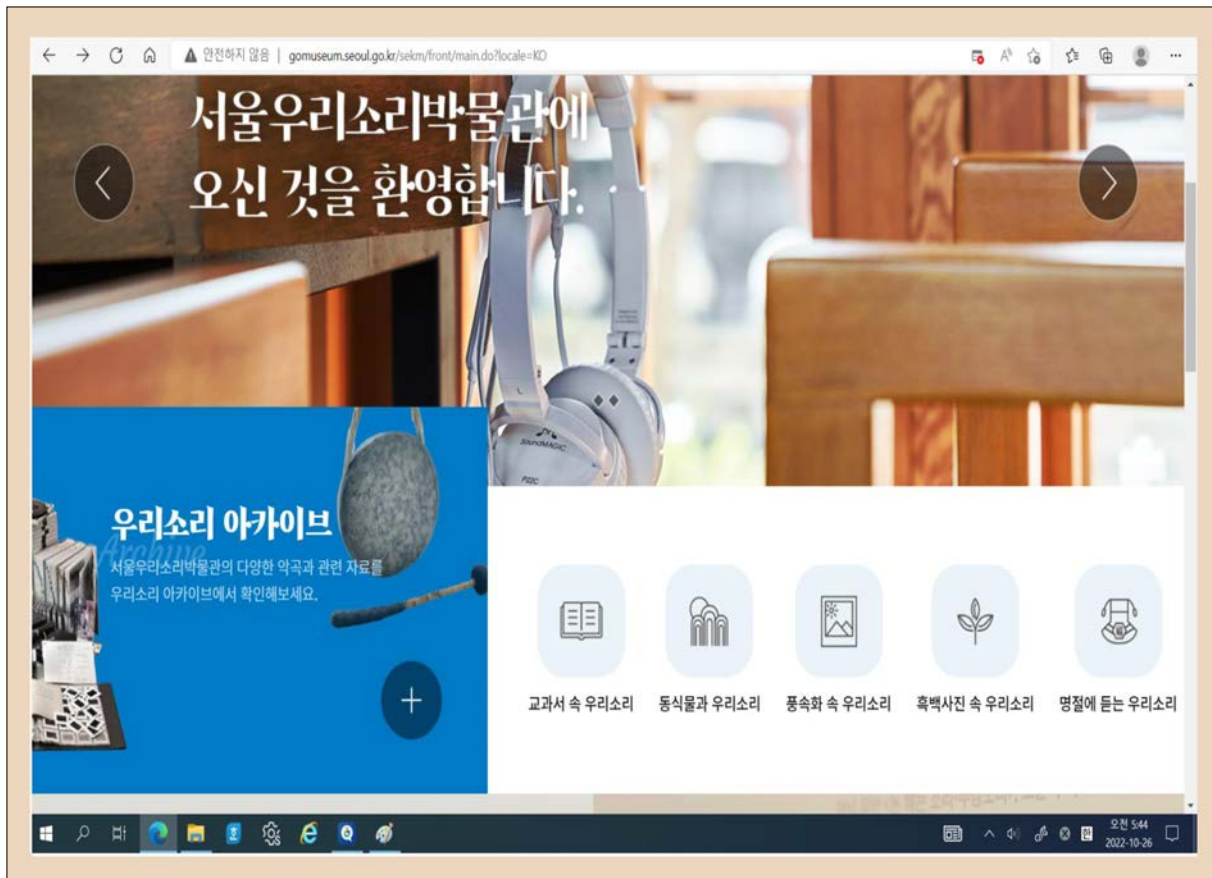 안전하지 않음 | gomuseum.seoul.go.kr/sekm/front/main.do?locale=KO
서울우리소리박물관에
오신 것을 환영합니다.
SoundMAGIC
P22C
우리소리 아카이브
Archive
서울우리소리박물관의 다양한 악곡과 관련 자료를
우리소리 아카이브에서 확인해보세요.
교과서 속 우리소리
동식물과 우리소리
풍속화 속 우리소리
흑백사진 속 우리소리
명절에 듣는 우리소리
한
오전 5:44
2022-10-26